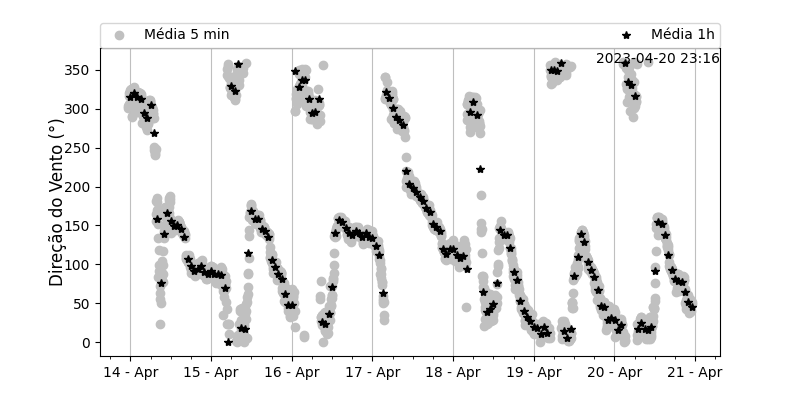 Média 5 min
Média 1h
2023-04-20 23:16
Direção do Vento (°)
350
300
250
200
150
100
50
0
14 - Apr
15 - Apr
16 - Apr
17 - Apr
18 - Apr
19 - Apr
20 - Apr
21 - Apr